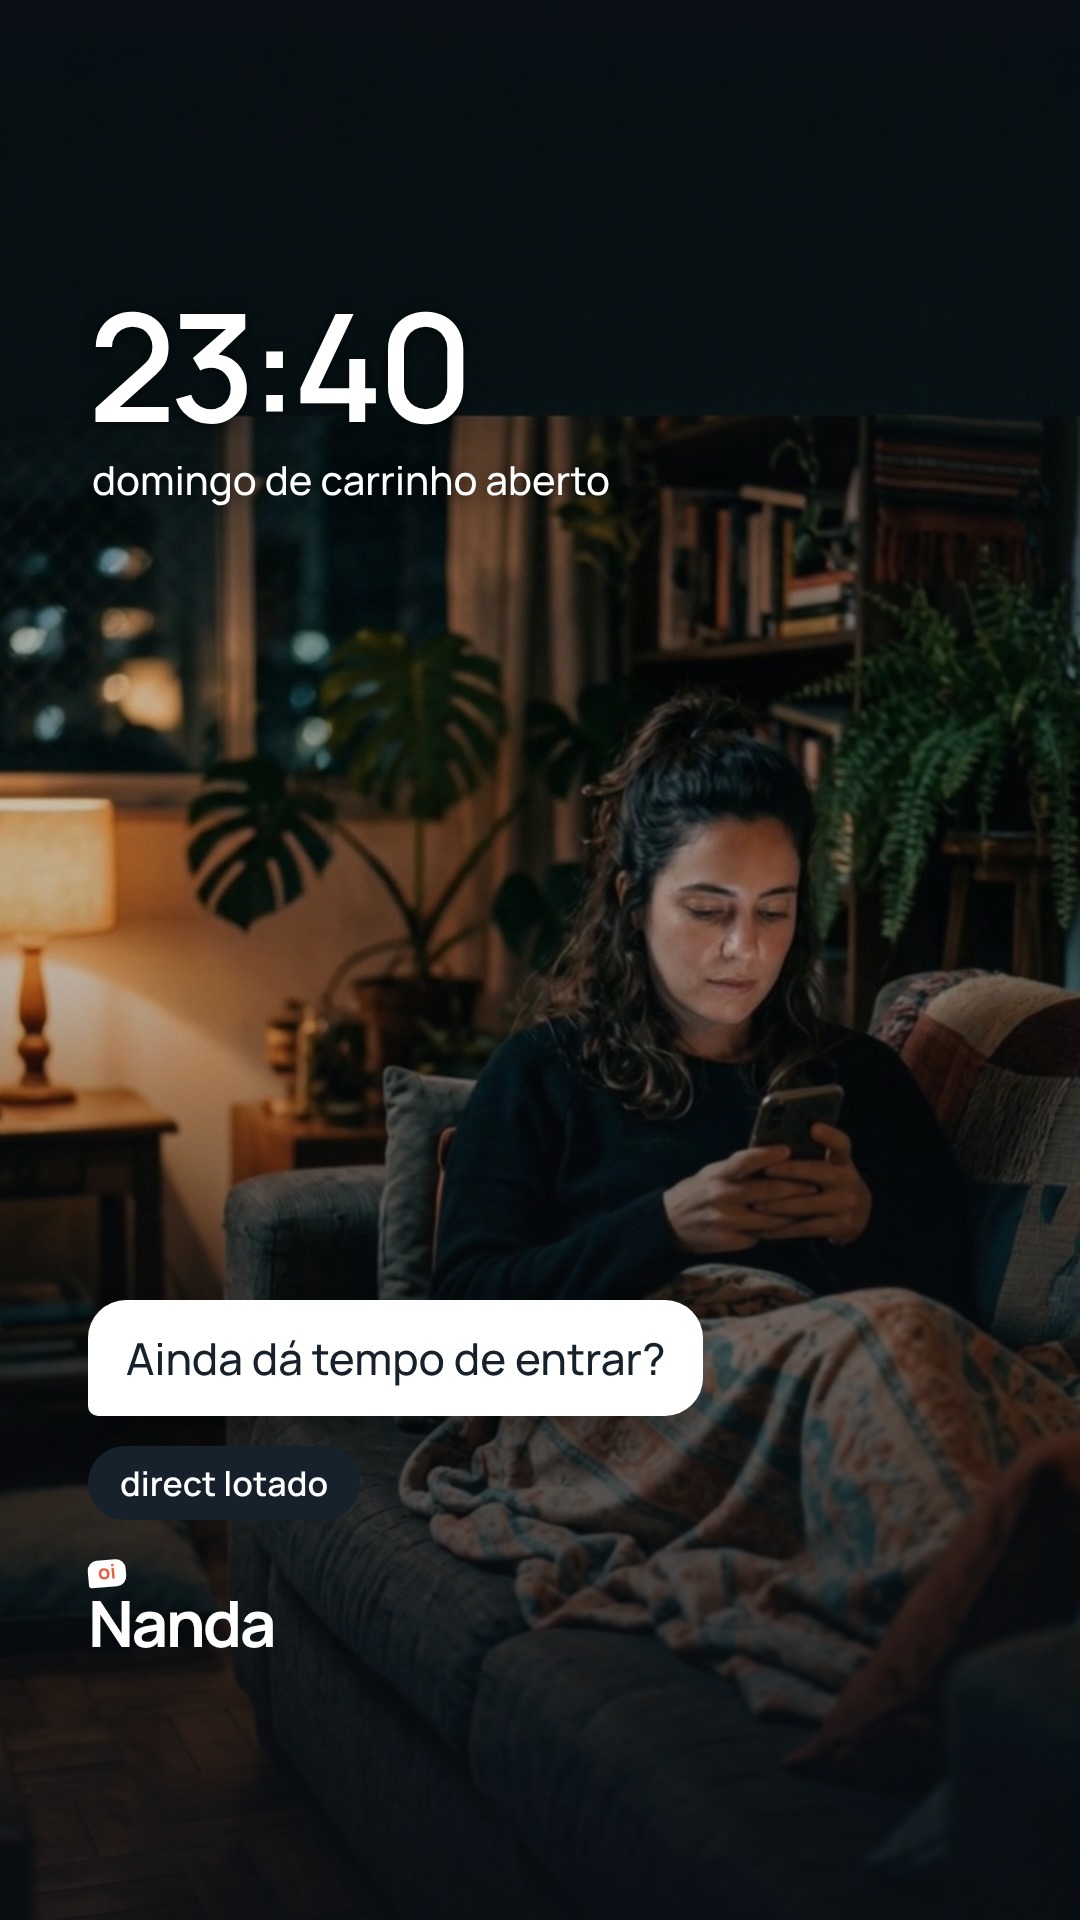 23:40
domingo de carrinho aberto
Ainda dá tempo de entrar?
direct lotado
oi
Nanda